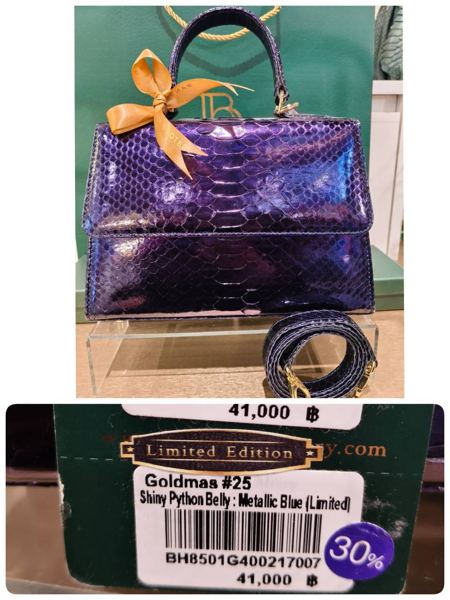 41,000 ฿
y.com
Limited Edition
Goldmas #25
Shiny Python Belly : Metallic Blue (Limited)
BH8501G400217007
30%
41,000 ฿